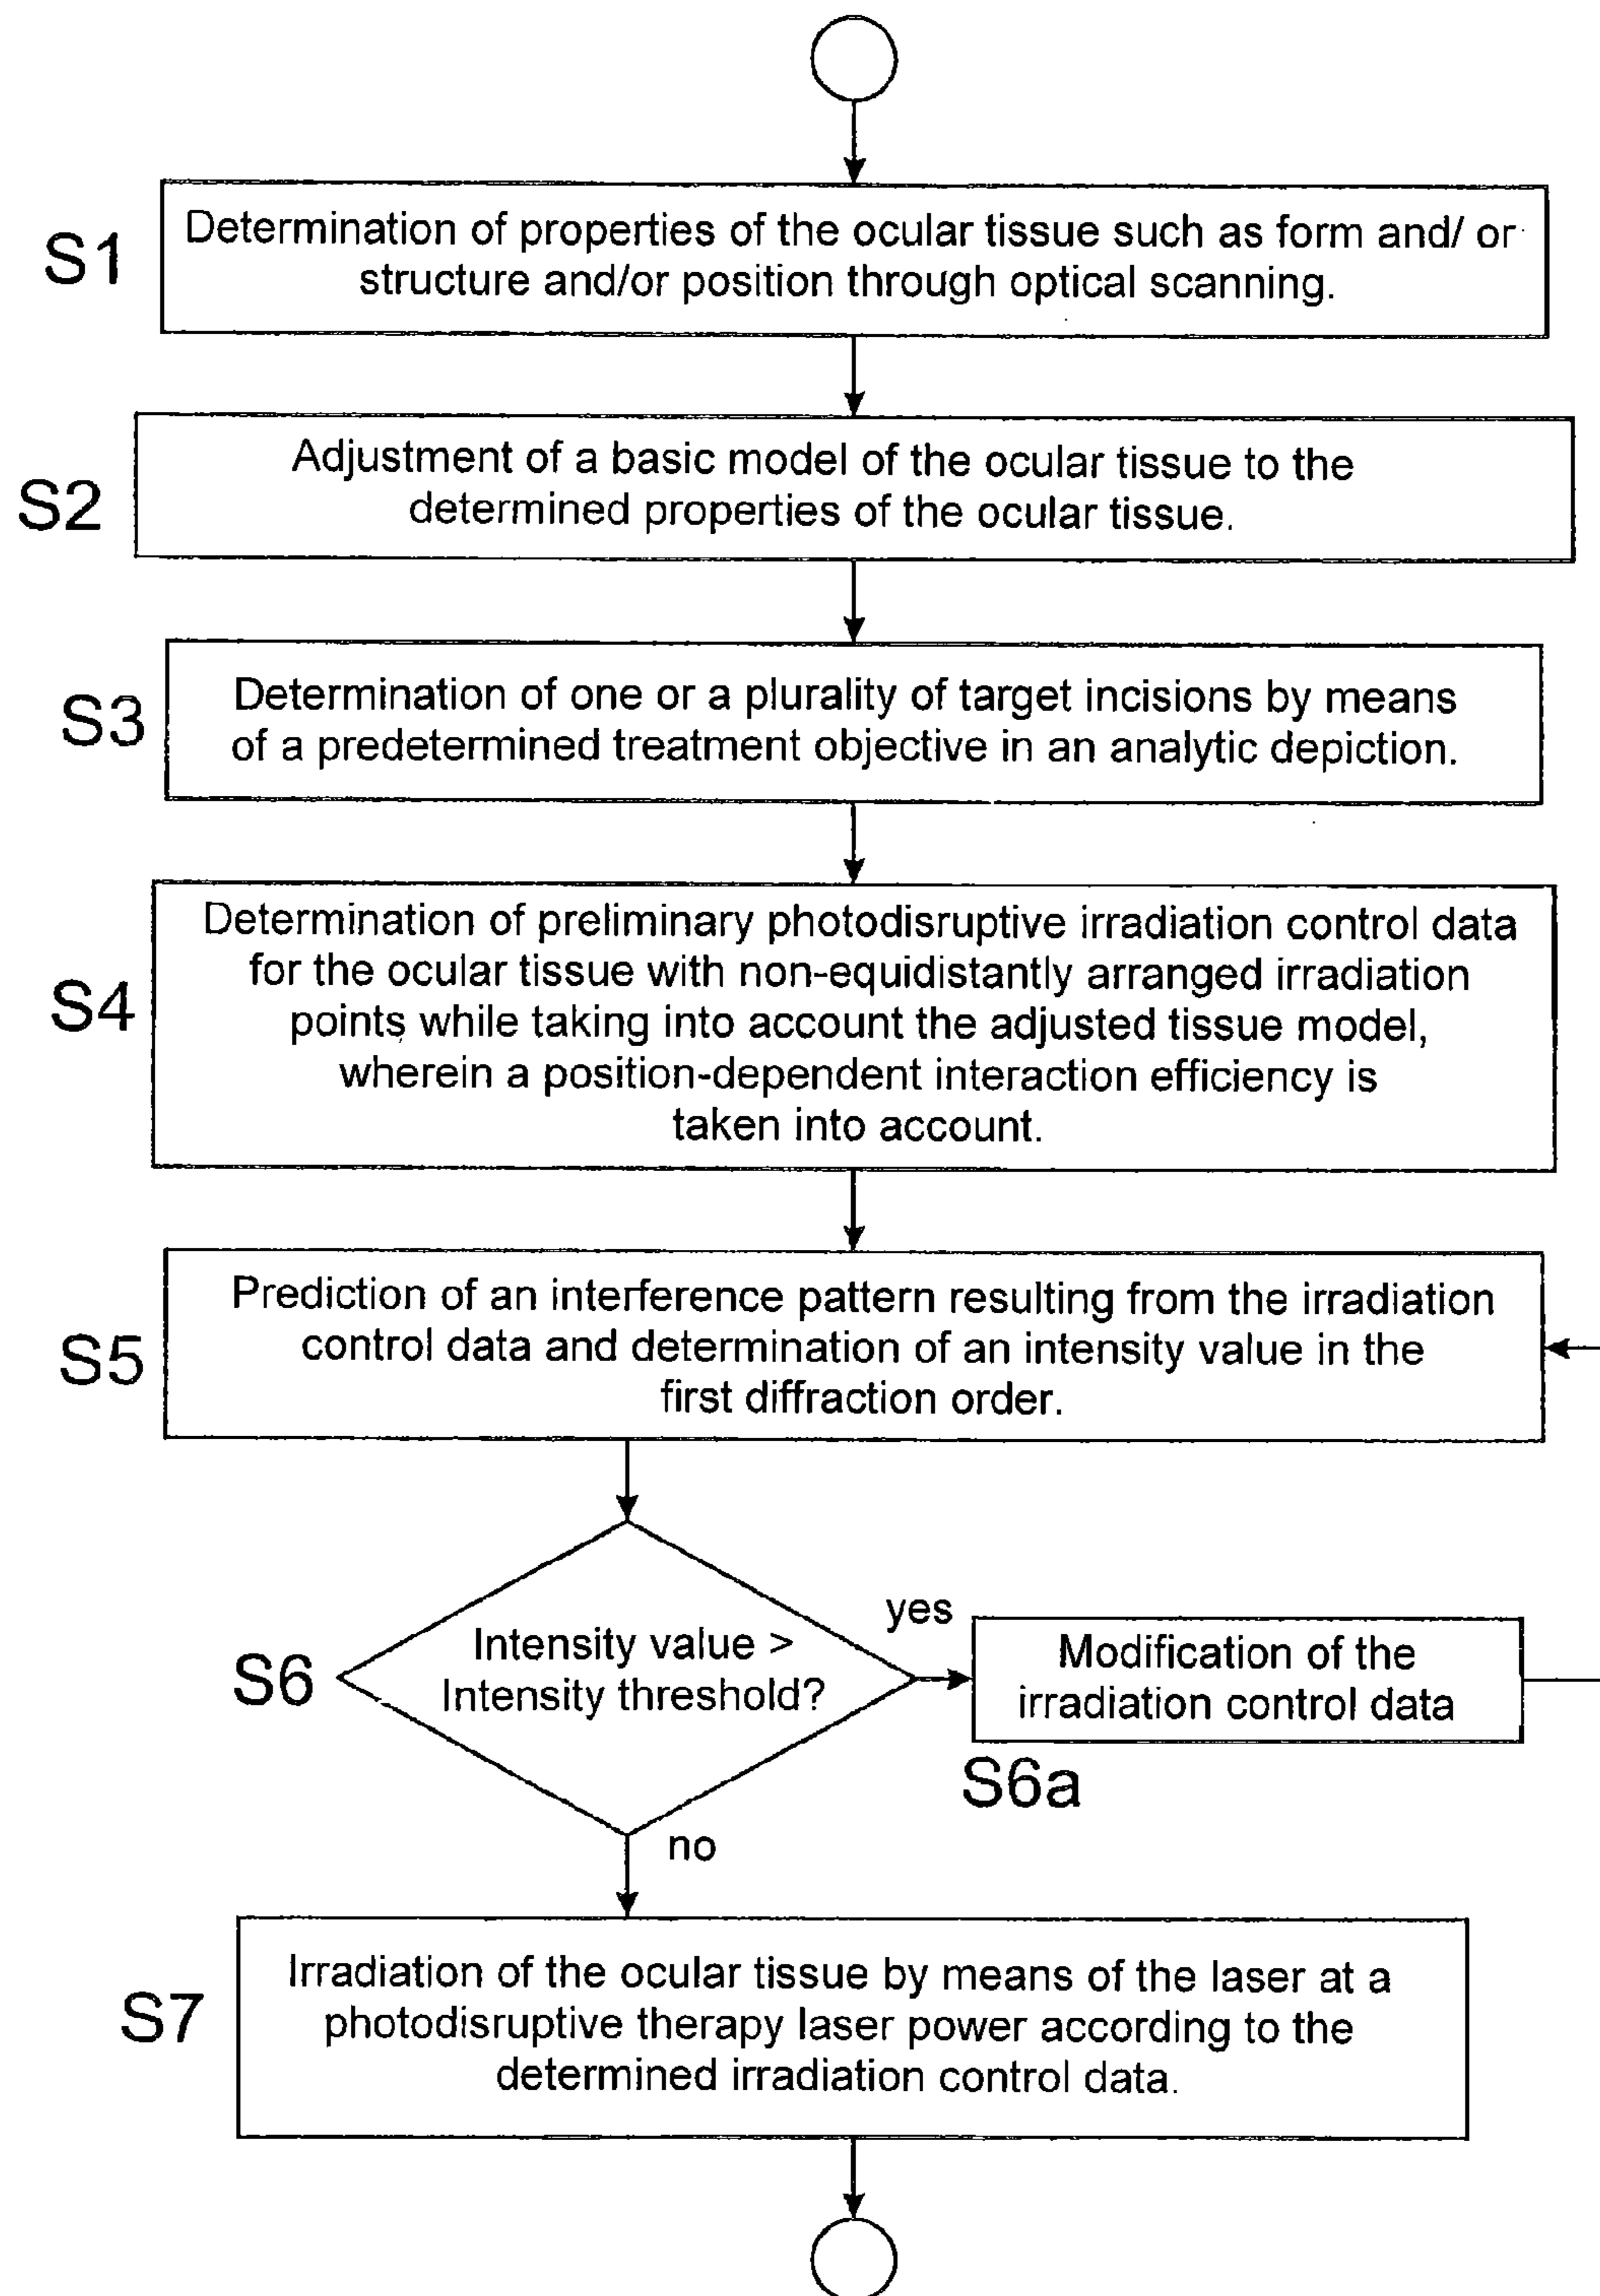 S1
Determination of properties of the ocular tissue such as form and/ or
structure and/or position through optical scanning.
S2
Adjustment of a basic model of the ocular tissue to the
determined properties of the ocular tissue.
S3
Determination of one or a plurality of target incisions by means
of a predetermined treatment objective in an analytic depiction.
S4
Determination of preliminary photodisruptive irradiation control data
for the ocular tissue with non-equidistantly arranged irradiation
points while taking into account the adjusted tissue model,
wherein a position-dependent interaction efficiency is
taken into account.
S5
Prediction of an interference pattern resulting from the irradiation
control data and determination of an intensity value in the
first diffraction order.
S6
Intensity value >
Intensity threshold?
yes
Modification of the
irradiation control data
S6a
no
S7
Irradiation of the ocular tissue by means of the laser at a
photodisruptive therapy laser power according to the
determined irradiation control data.